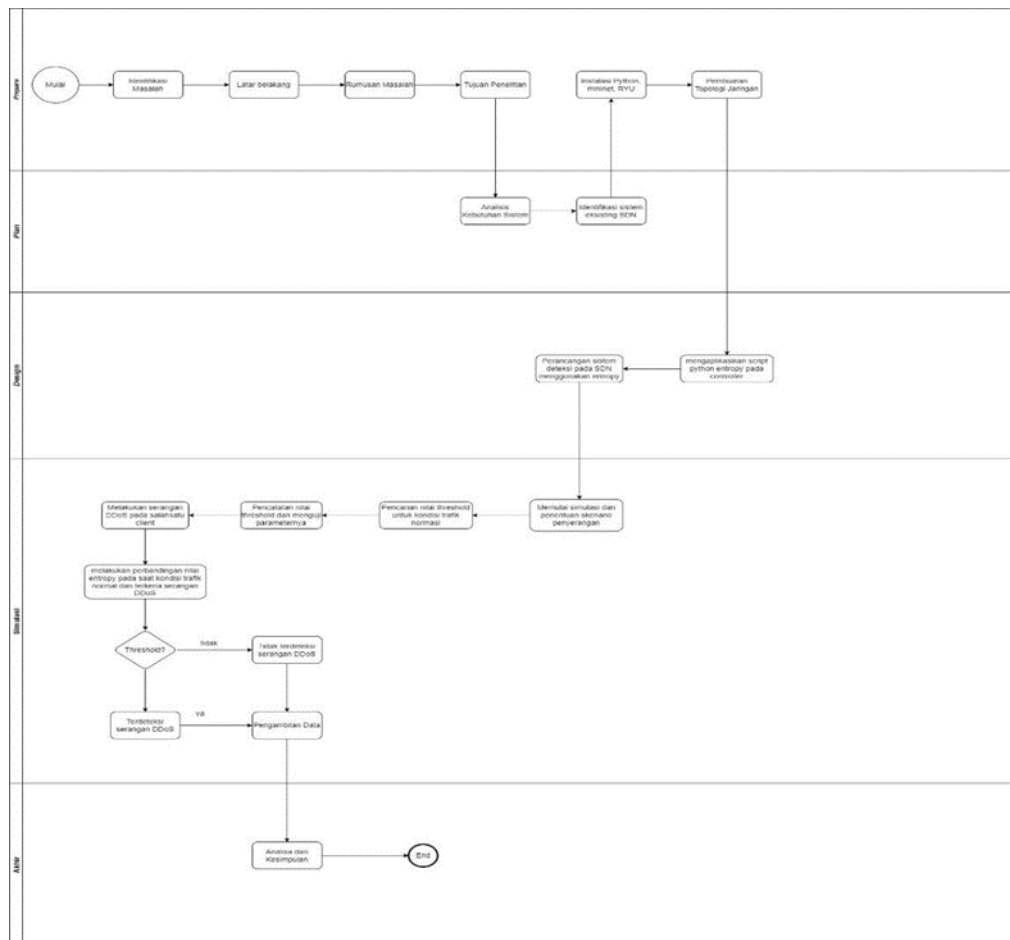 Prepare
Mulai
Identifikasi
Masalah
Latar belakang
Rumusan Masalah
Tujuan Penelitian
Instalasi Python,
mininet, RYU
Pembuatan
Topologi Jaringan
Plan
Analisis
Kebutuhan Sistem
Identifikasi sistem
eksisting SDN
Design
Perancangan sistem
deteksi pada SDN
menggunakan entropy
mengaplikasikan script
python entropy pada
controller
Simulasi
Melakukan serangan
DDoS pada salahsatu
client
Pencatatan nilai
threshold dan menguji
parameternya
Pencarian nilai threshold
untuk kondisi trafik
normasl
Memulai simulasi dan
penentuan skenario
penyerangan
melakukan perbandingan nilai
entropy pada saat kondisi trafik
normal dan terkena serangan
DDoS
Threshold?
tidak
Tidak terdeteksi
serangan DDoS
Terdeteksi
serangan DDoS
ya
Pengambilan Data
Akhir
Analisa dan
Kesimpulan
End